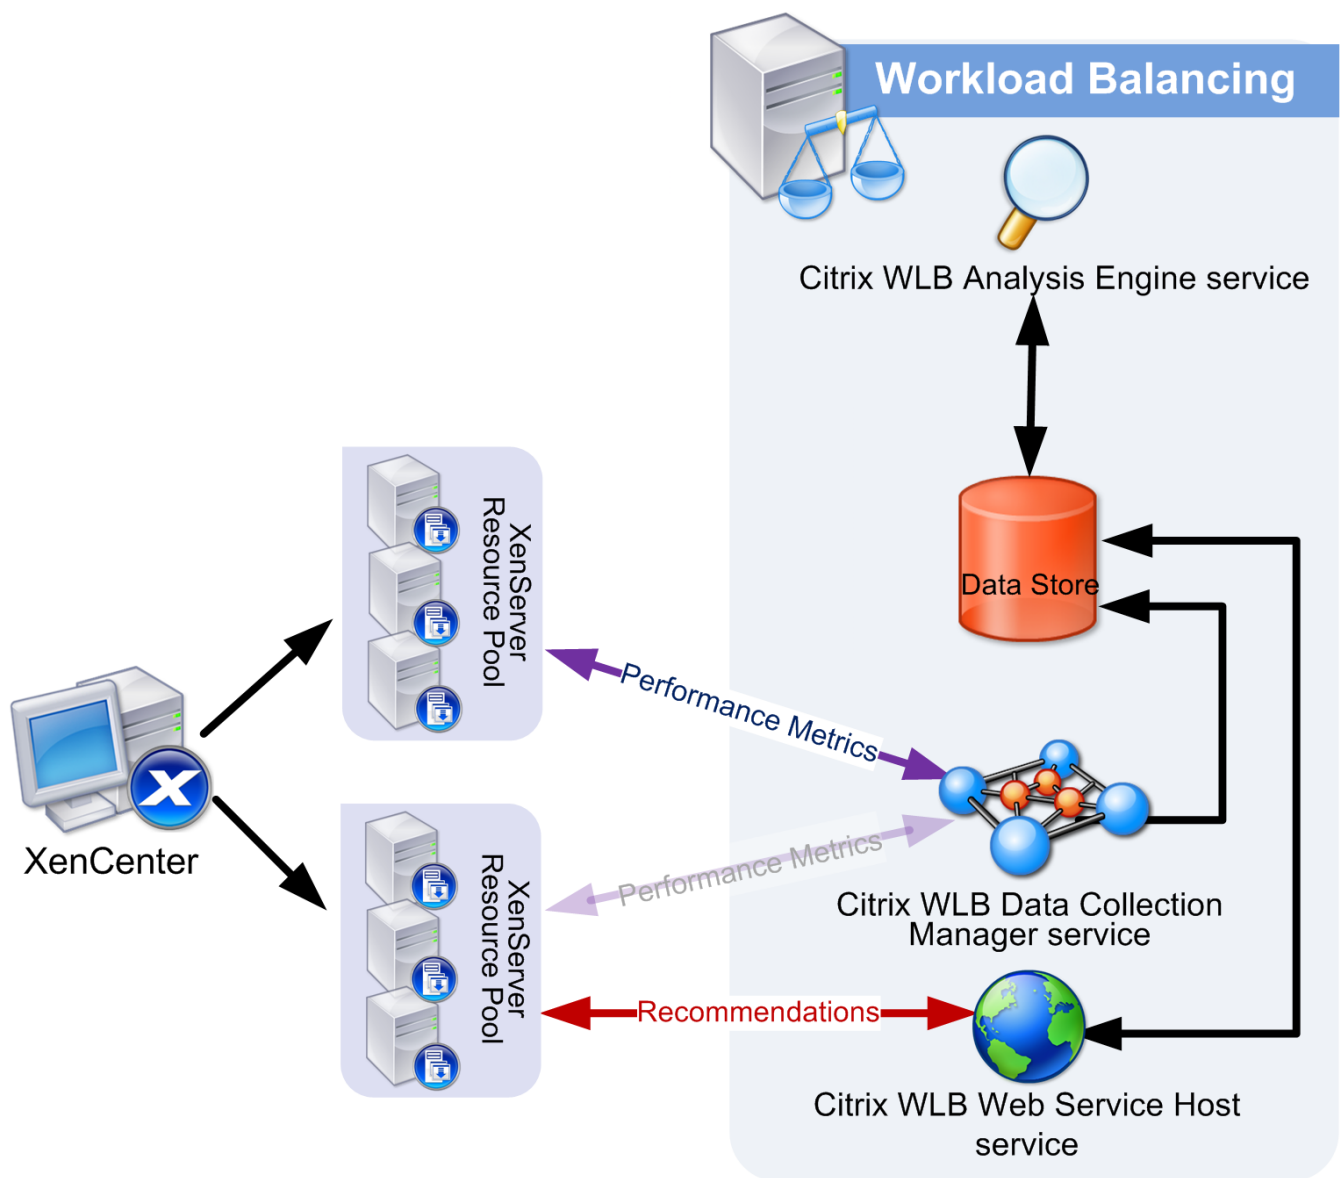 Workload Balancing
Citrix WLB Analysis Engine service
XenServer
Resource Pool
Data Store
Performance Metrics
XenCenter
XenServer
Resource Pool
Performance Metrics
Citrix WLB Data Collection
Manager service
Recommendations
Citrix WLB Web Service Host
service